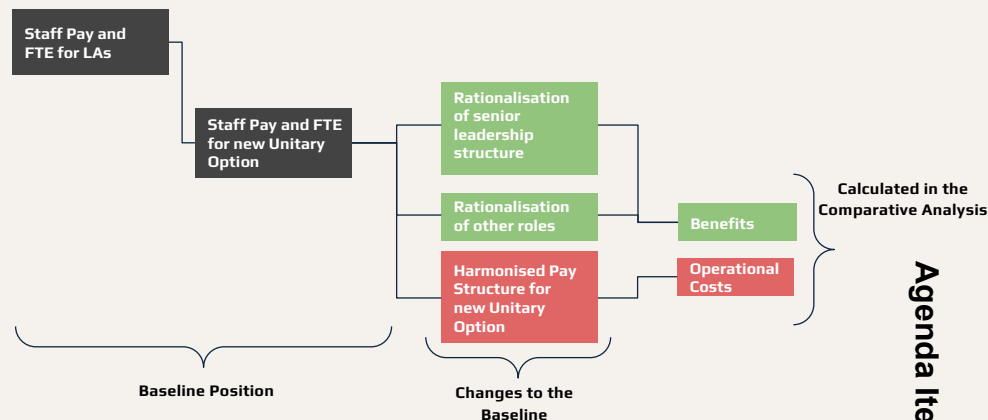 Staff Pay and
FTE for LAs
Staff Pay and FTE
for new Unitary
Option
Rationalisation
of senior
leadership
structure
Rationalisation
of other roles
Harmonised Pay
Structure for
new Unitary
Option
Benefits
Operational
Costs
Calculated in the
Comparative Analysis
Baseline Position
Changes to the
Baseline
Agenda Ite